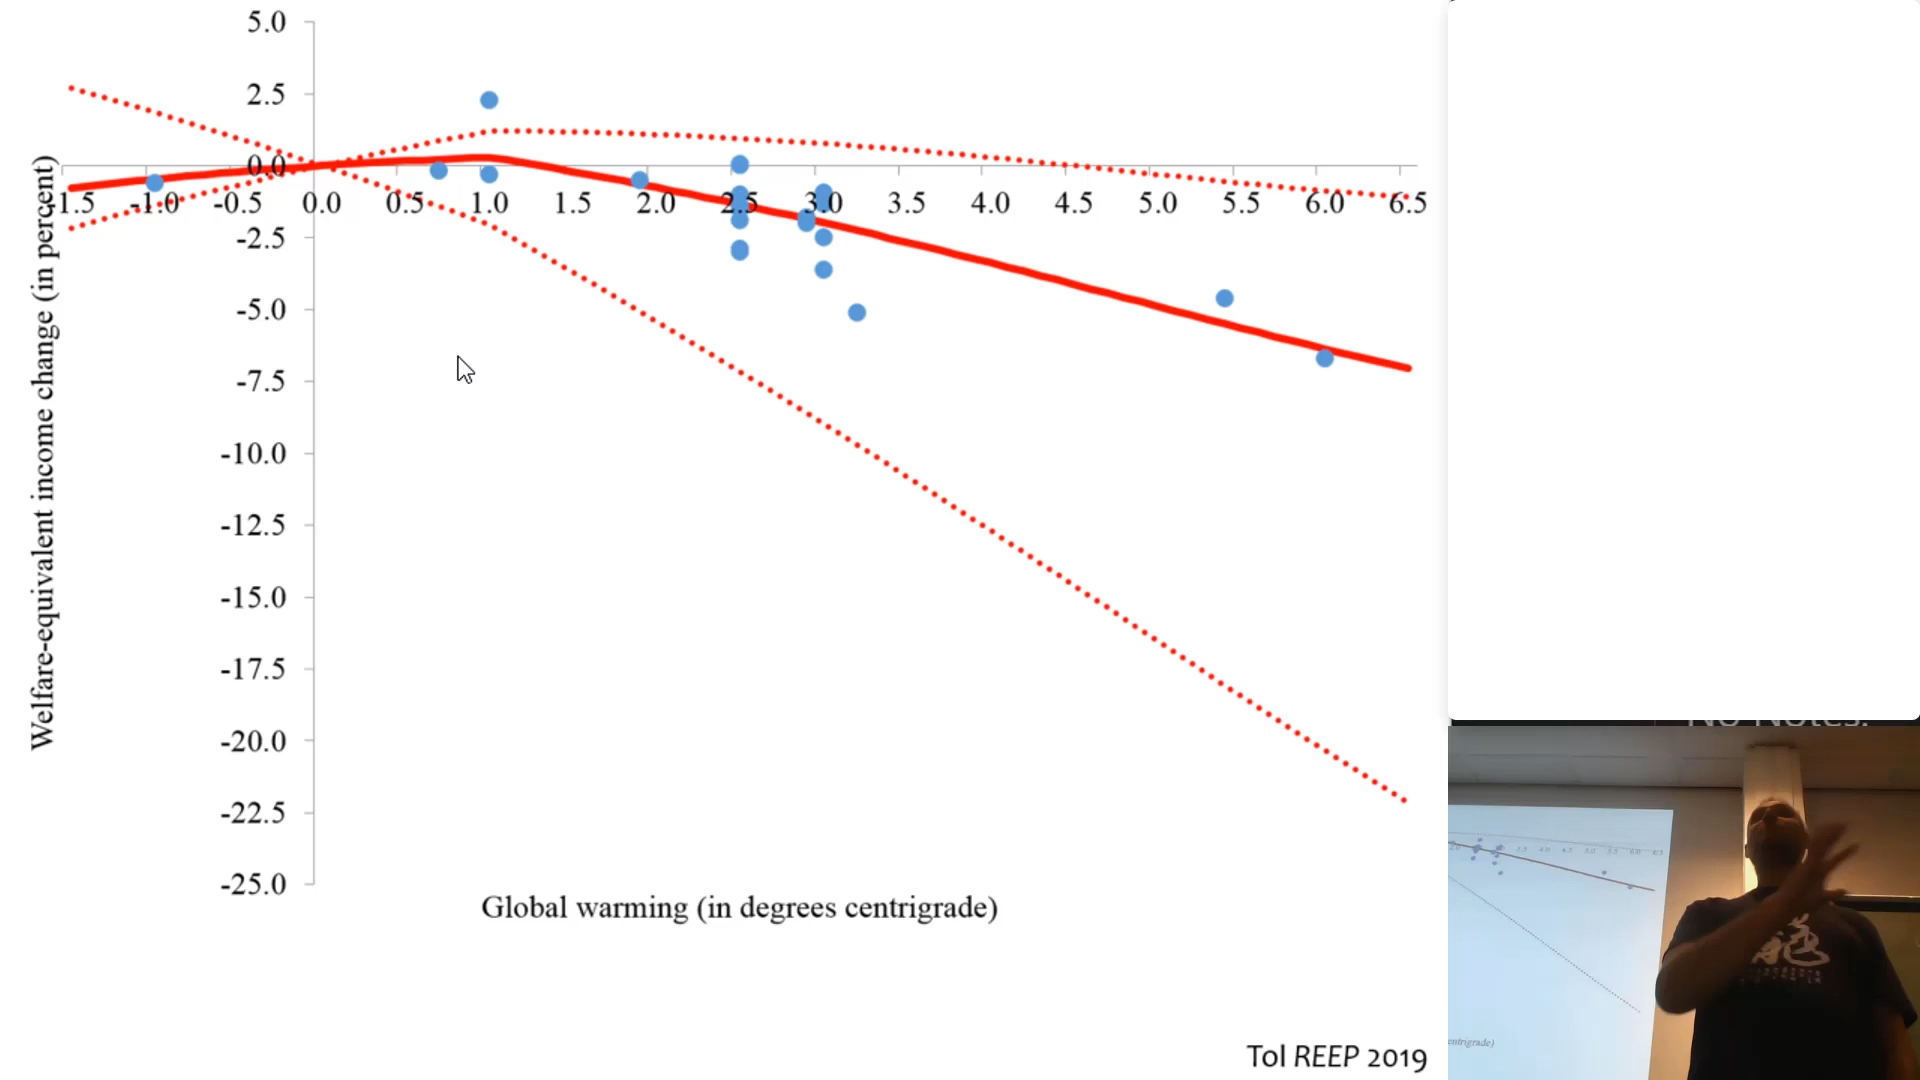 5.0
2.5
0.0
-1.5 -1.0 -0.5 0.0 0.5 1.0 1.5 2.0 2.5 3.0 3.5 4.0 4.5 5.0 5.5 6.0 6.5
-2.5
-5.0
-7.5
-10.0
-12.5
-15.0
-17.5
-20.0
-22.5
-25.0
Welfare-equivalent income change (in percent)
Global warming (in degrees centrigrade)
Tol REEP 2019
No Notes.
龍
entrigrade)